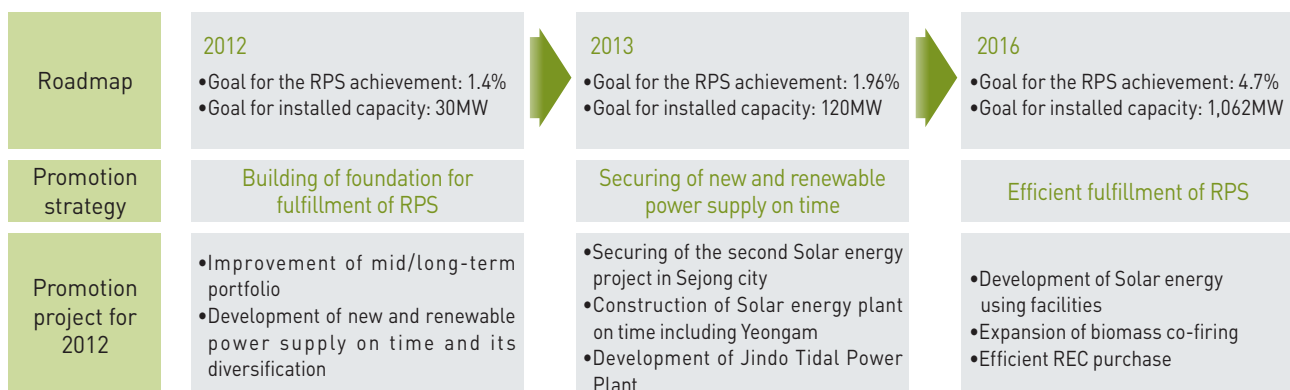 Roadmap
2012
•Goal for the RPS achievement: 1.4%
•Goal for installed capacity: 30MW
2013
•Goal for the RPS achievement: 1.96%
•Goal for installed capacity: 120MW
2016
•Goal for the RPS achievement: 4.7%
•Goal for installed capacity: 1,062MW
Promotion
strategy
Building of foundation for
fulfillment of RPS
Securing of new and renewable
power supply on time
Efficient fulfillment of RPS
Promotion
project for
2012
•Improvement of mid/long-term
portfolio
•Development of new and renewable
power supply on time and its
diversification
•Securing of the second Solar energy
project in Sejong city
•Construction of Solar energy plant
on time including Yeongam
•Development of Jindo Tidal Power
Plant
•Development of Solar energy
using facilities
•Expansion of biomass co-firing
•Efficient REC purchase